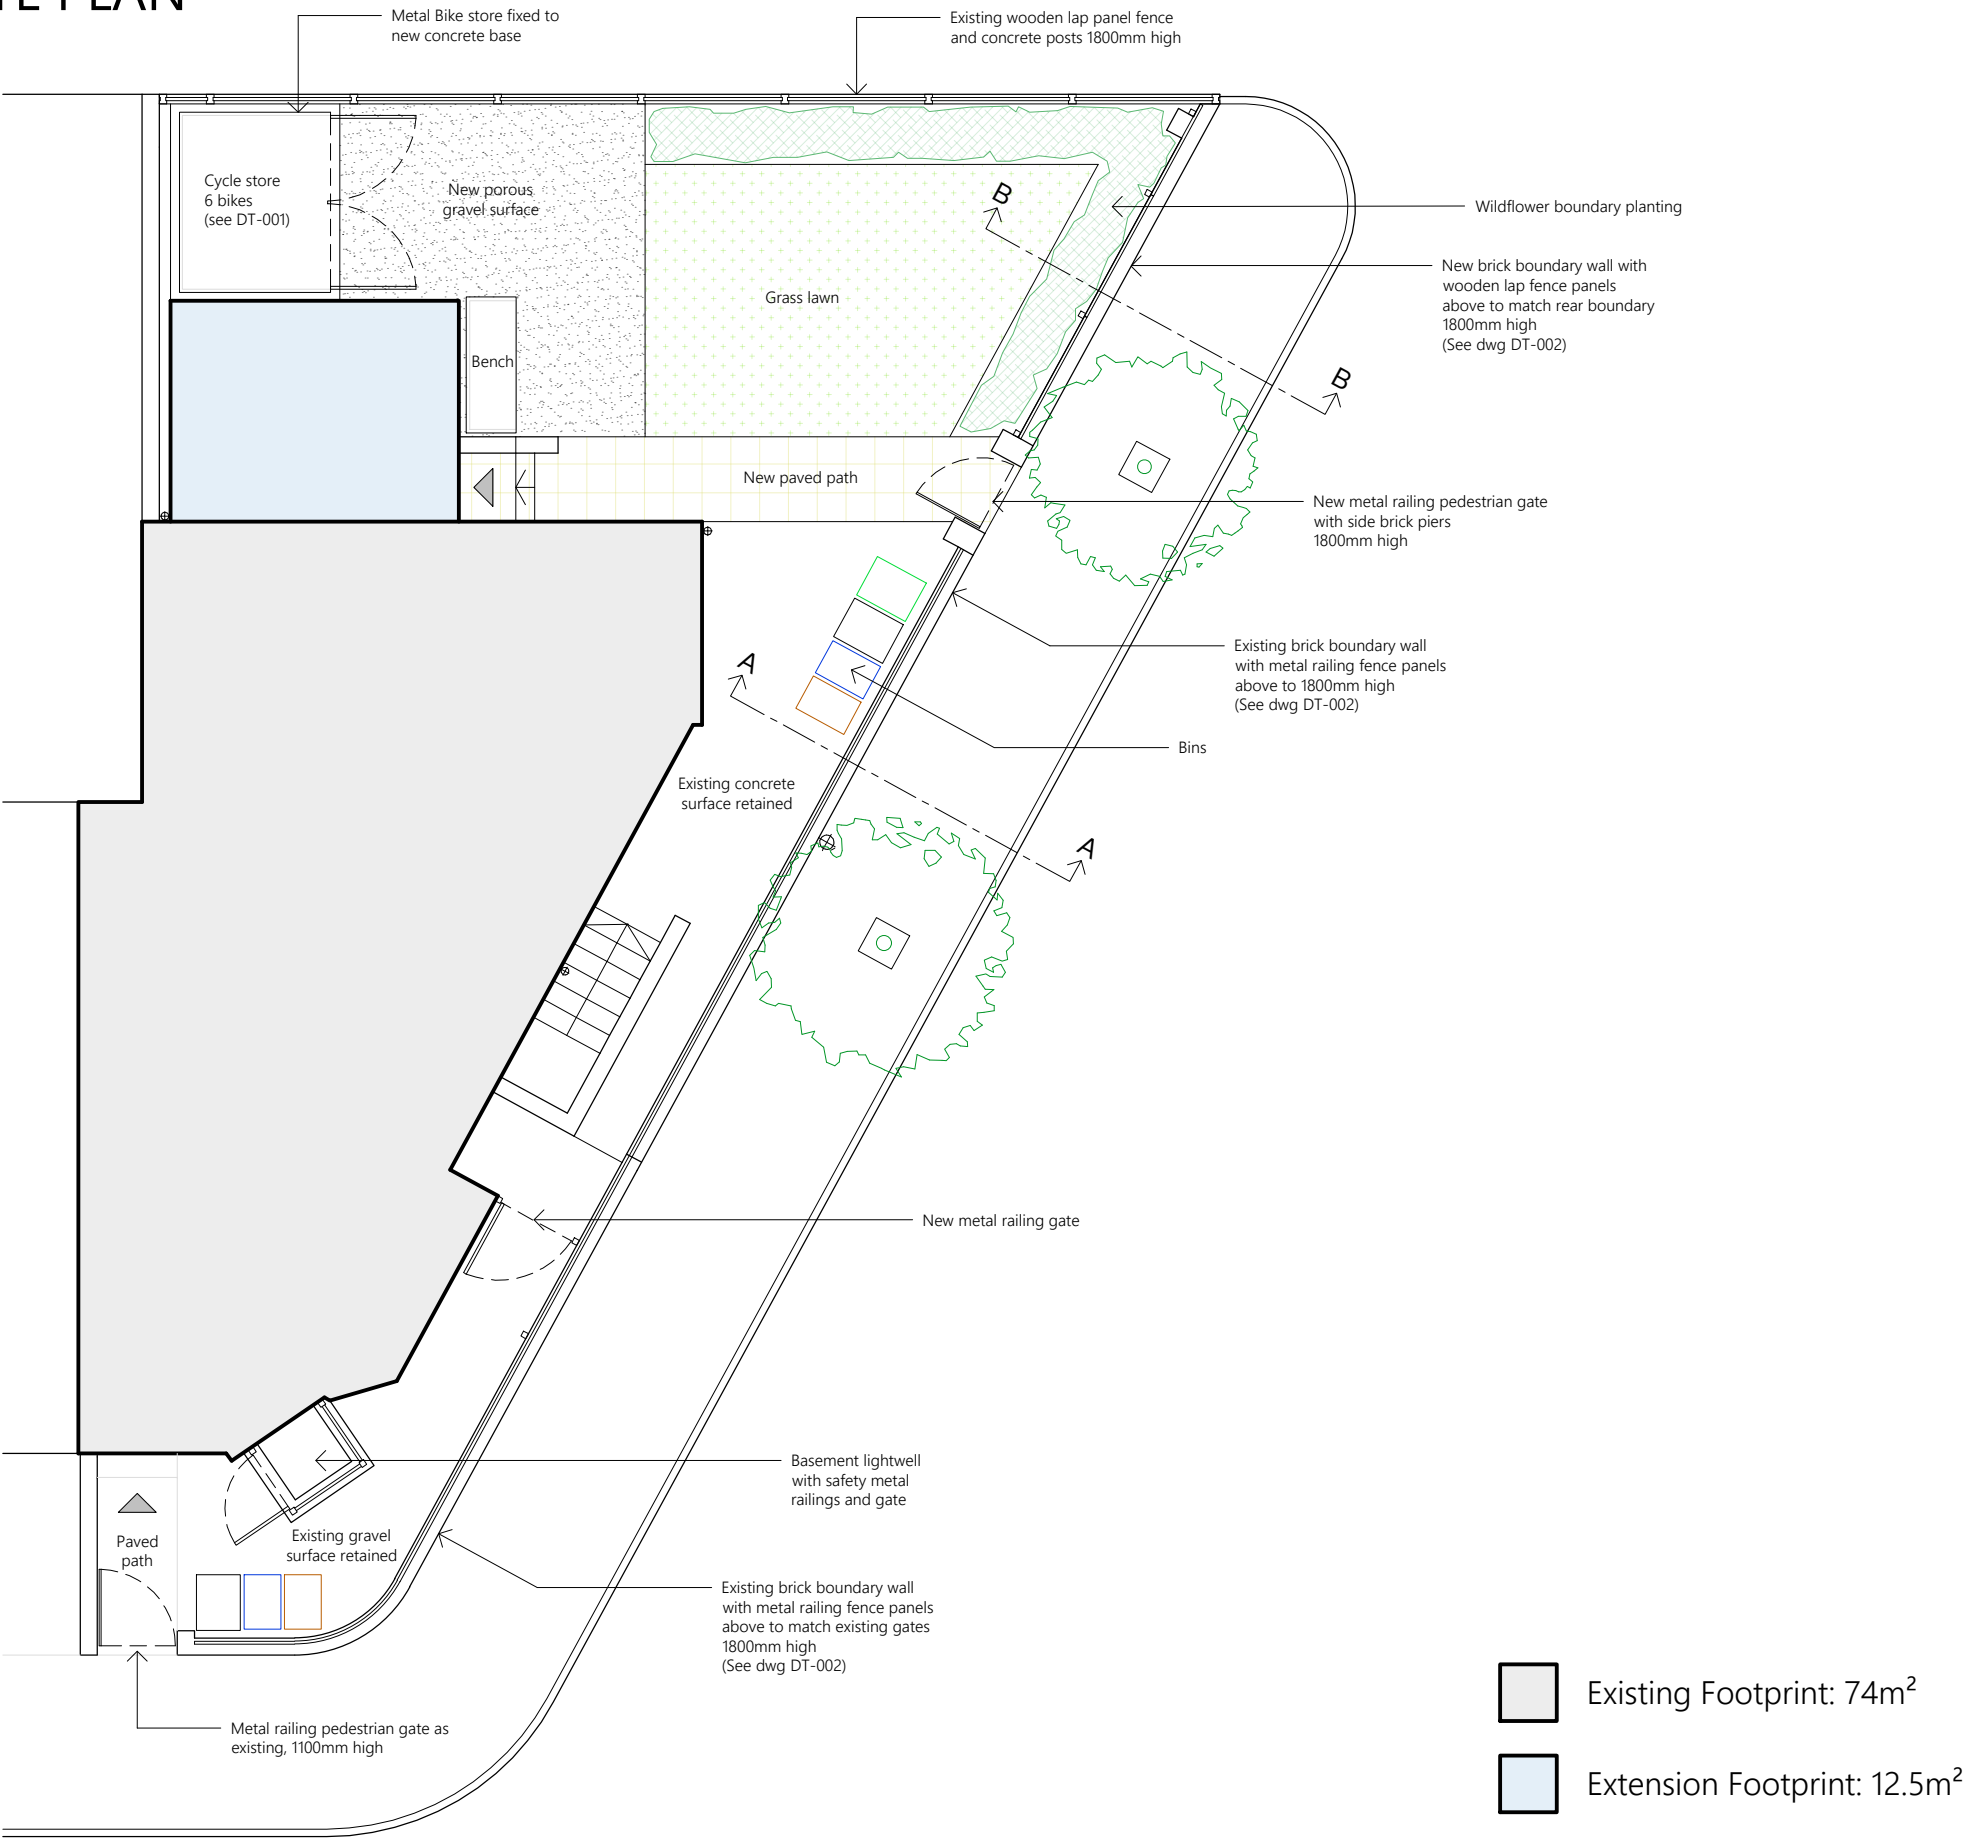 PLAN
Metal Bike store fixed to
new concrete base
Existing wooden lap panel fence
and concrete posts 1800mm high
Cycle store
6 bikes
(see DT-001)
New porous
gravel surface
B
Wildflower boundary planting
New brick boundary wall with
wooden lap fence panels
above to match rear boundary
1800mm high
(See dwg DT-002)
Grass lawn
Bench
B
New paved path
New metal railing pedestrian gate
with side brick piers
1800mm high
Existing brick boundary wall
with metal railing fence panels
above to 1800mm high
(See dwg DT-002)
A
Bins
Existing concrete
surface retained
A
New metal railing gate
Basement lightwell
with safety metal
railings and gate
Paved
path
Existing gravel
surface retained
Existing brick boundary wall
with metal railing fence panels
above to match existing gates
1800mm high
(See dwg DT-002)
Metal railing pedestrian gate as
existing, 1100mm high
Existing Footprint: 74m²
Extension Footprint: 12.5m²